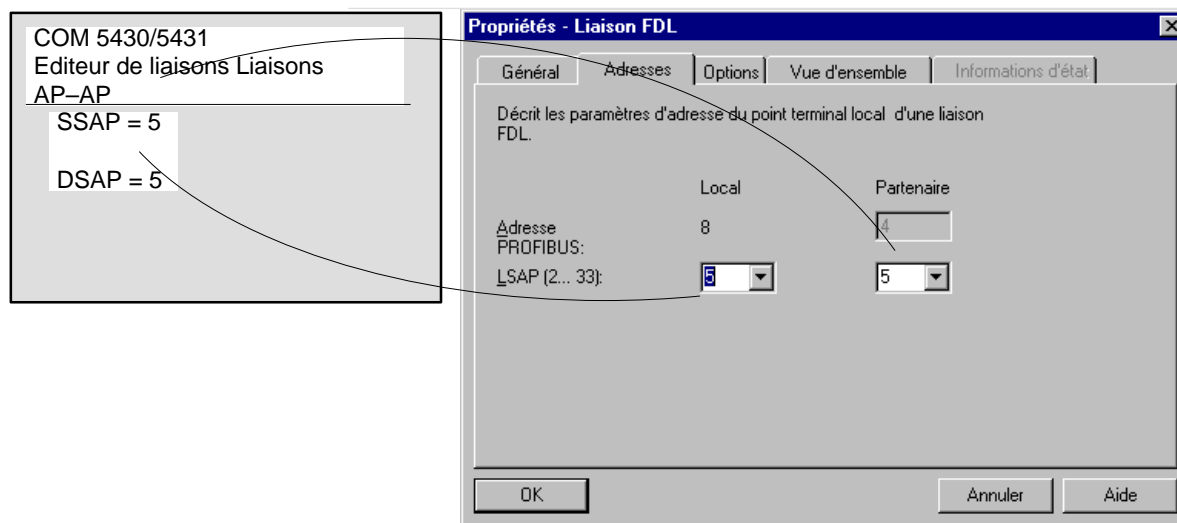 COM 5430/5431
Editeur de liaisons Liaisons
AP–AP
SSAP = 5
DSAP = 5
Propriétés - Liaison FDL
Général Adresses Options Vue d'ensemble Informations d'état
Décrit les paramètres d'adresse du point terminal local d'une liaison
FDL.
Local Partenaire
Adresse
PROFIBUS:
8 4
LSAP (2... 33): 5 5
OK Annuler Aide